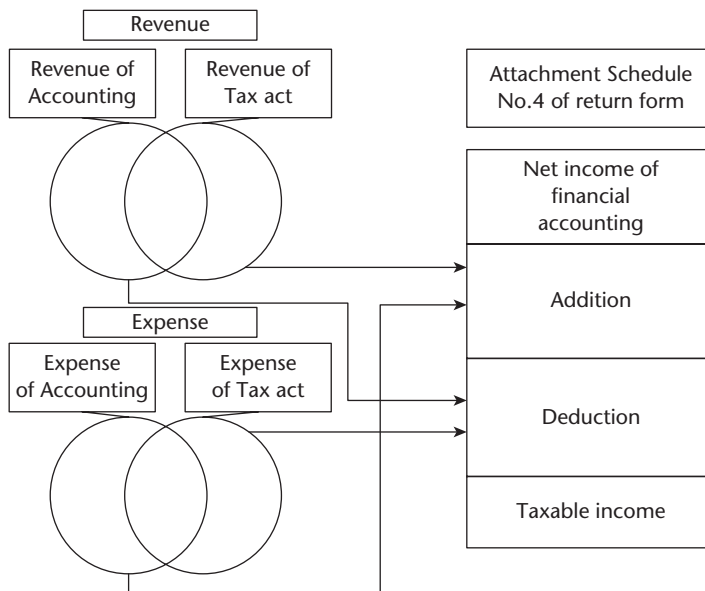 Revenue
Revenue of
Accounting
Revenue of
Tax act
Attachment Schedule
No.4 of return form
Net income of
financial
accounting
Addition
Expense
Expense
of Accounting
Expense
of Tax act
Deduction
Taxable income